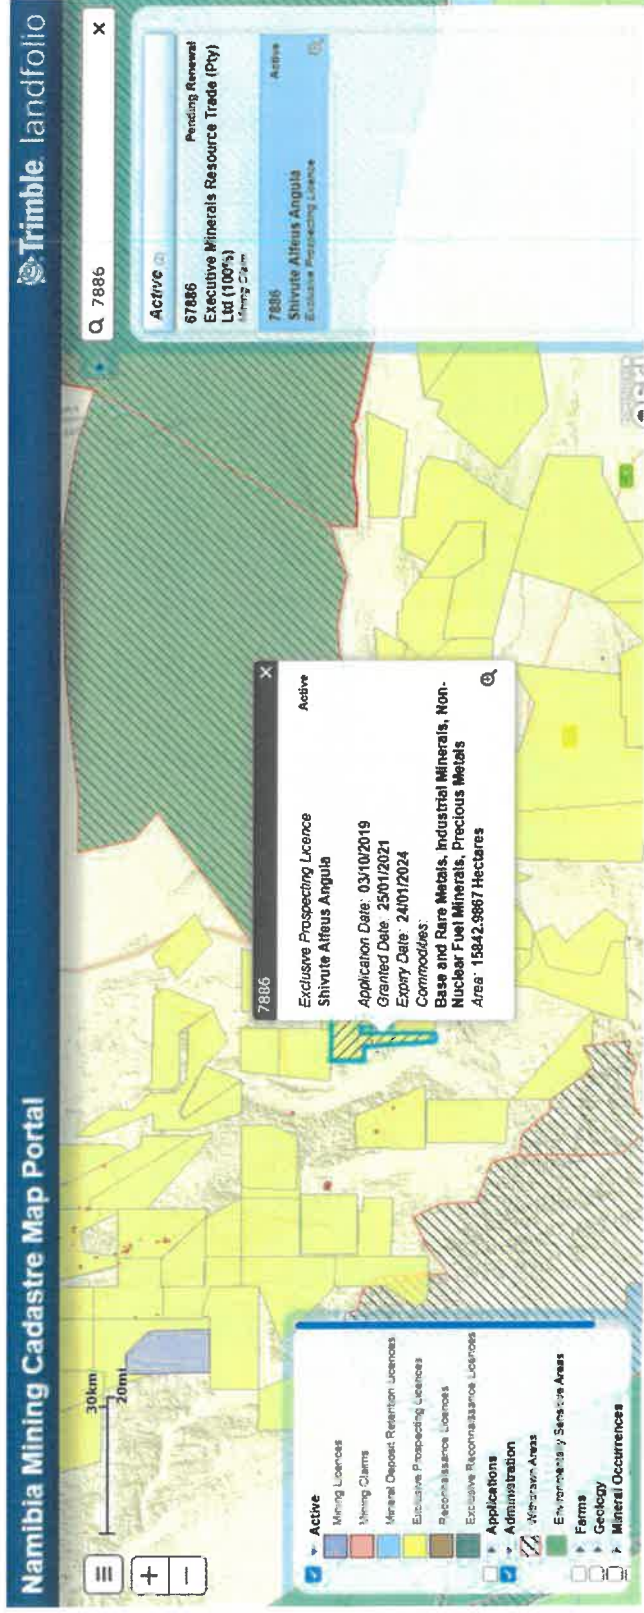 Namibia Mining Cadastre Map Portal
Trimble. landfolio
30km
20mi
7886
Active (2)
67886 Pending Renewal
Executive Minerals Resource Trade (Pty)
Ltd (100%)
Mining Claim
7886 Active
Shivute Alfeus Angula
Exclusive Prospecting Licence
7886
Exclusive Prospecting Licence Active
Shivute Alfeus Angula
Application Date: 03/10/2019
Granted Date: 25/01/2021
Expiry Date: 24/01/2024
Commodities:
Base and Rare Metals, Industrial Minerals, Non-
Nuclear Fuel Minerals, Precious Metals
Area: 15842.9867 Hectares
Active
Mining Licences
Mining Claims
Mineral Deposit Retention Licences
Exclusive Prospecting Licences
Reconnaissance Licences
Exclusive Reconnaissance Licences
Applications
Administration
Withdrawn Areas
Environmentally Sensitive Areas
Farms
Geology
Mineral Occurrences